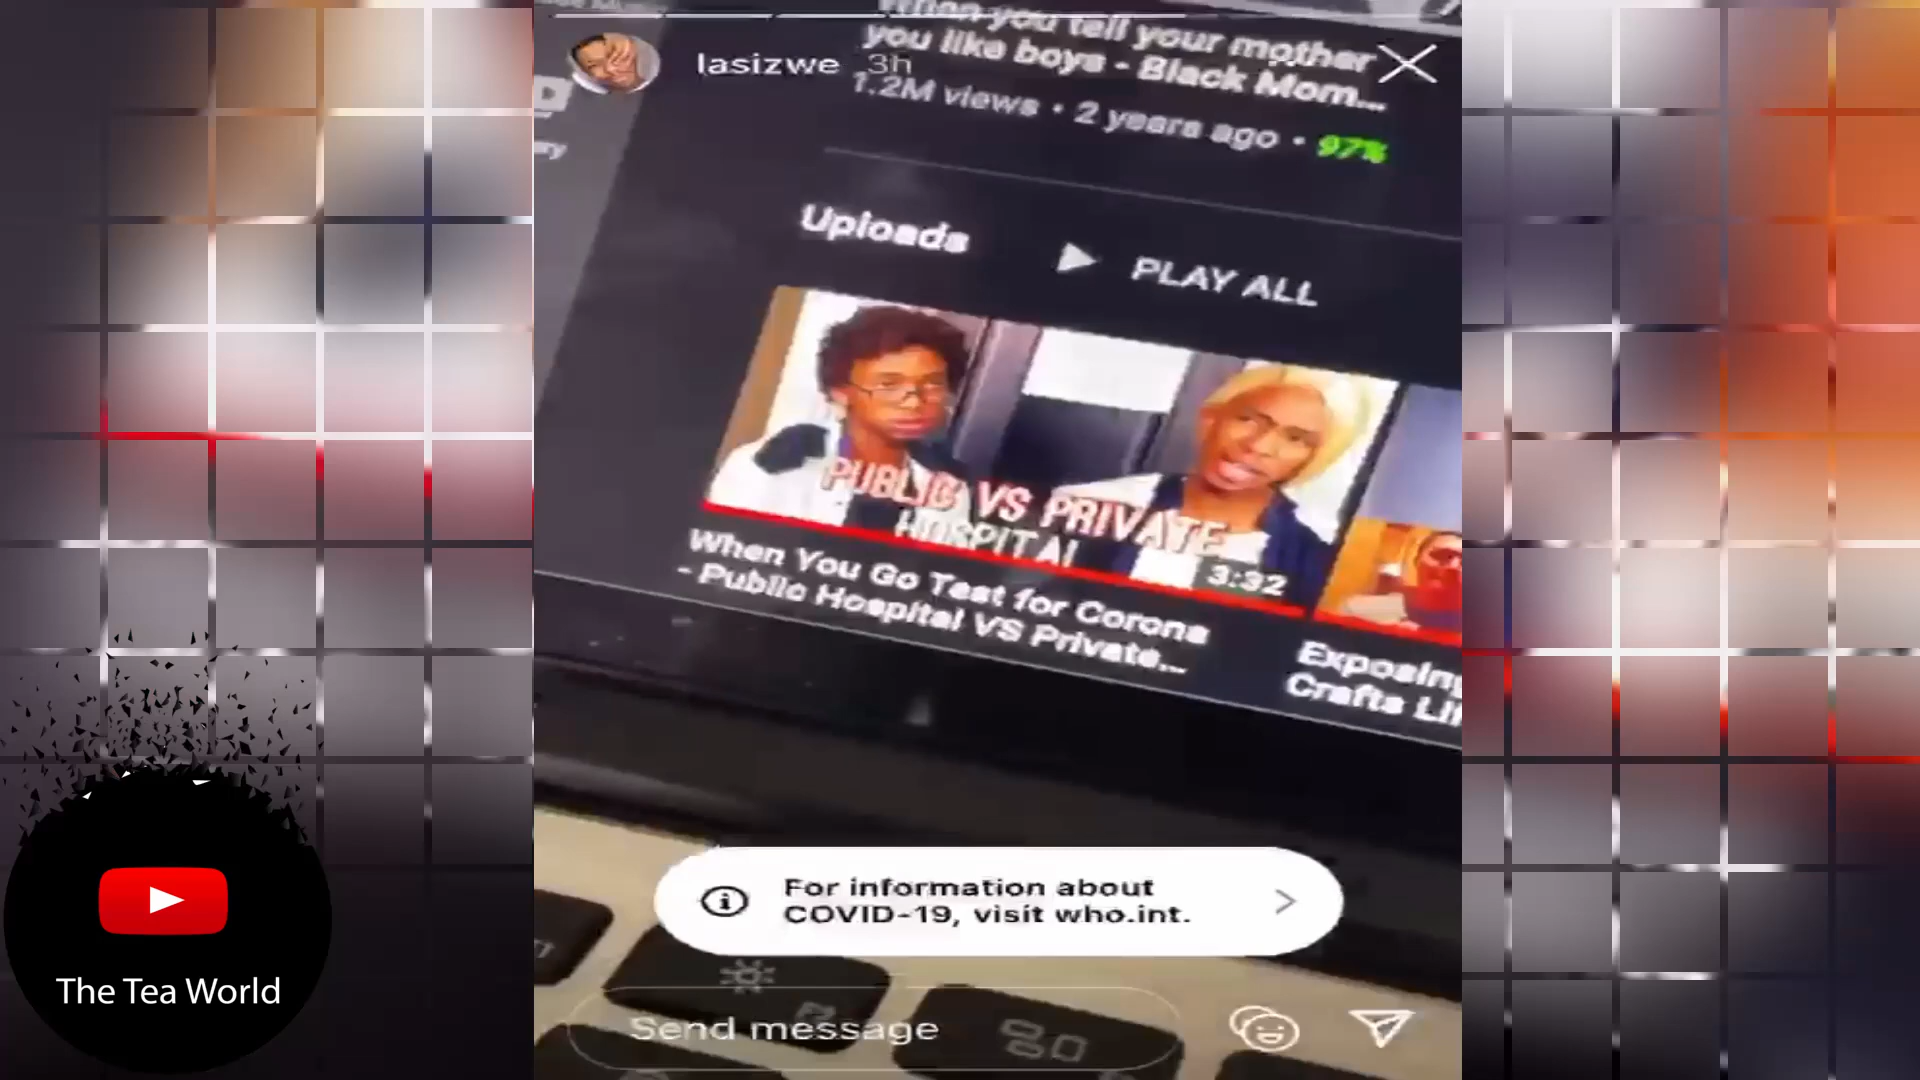 When you tell your mother
you like boys - Black Mom...
1.2M views • 2 years ago • 97%
lasizwe 3h
Uploads
PLAY ALL
PUBLIC VS PRIVATE
HOSPITAL
3:32
When You Go Test for Corona
- Public Hospital VS Private...
Exposing
Crafts
For information about
COVID-19, visit who.int.
Send message
The Tea World